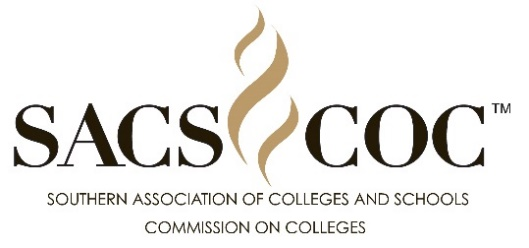 SACS COC™
SOUTHERN ASSOCIATION OF COLLEGES AND SCHOOLS
COMMISSION ON COLLEGES